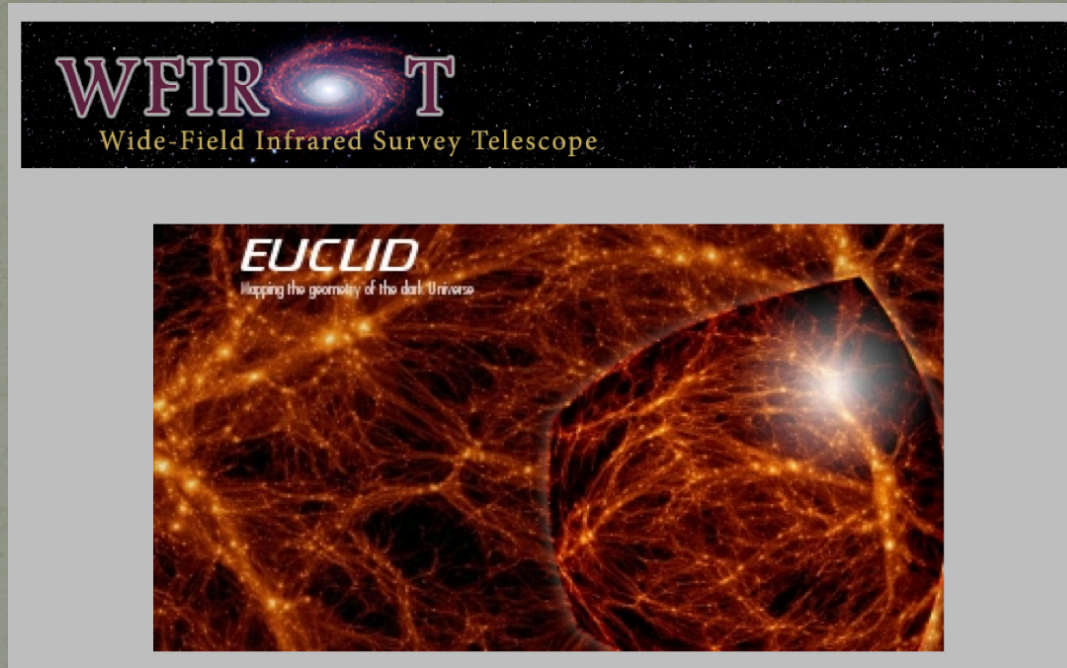 WFIRST
Wide-Field Infrared Survey Telescope
EUCLID
Mapping the geometry of the dark Universe